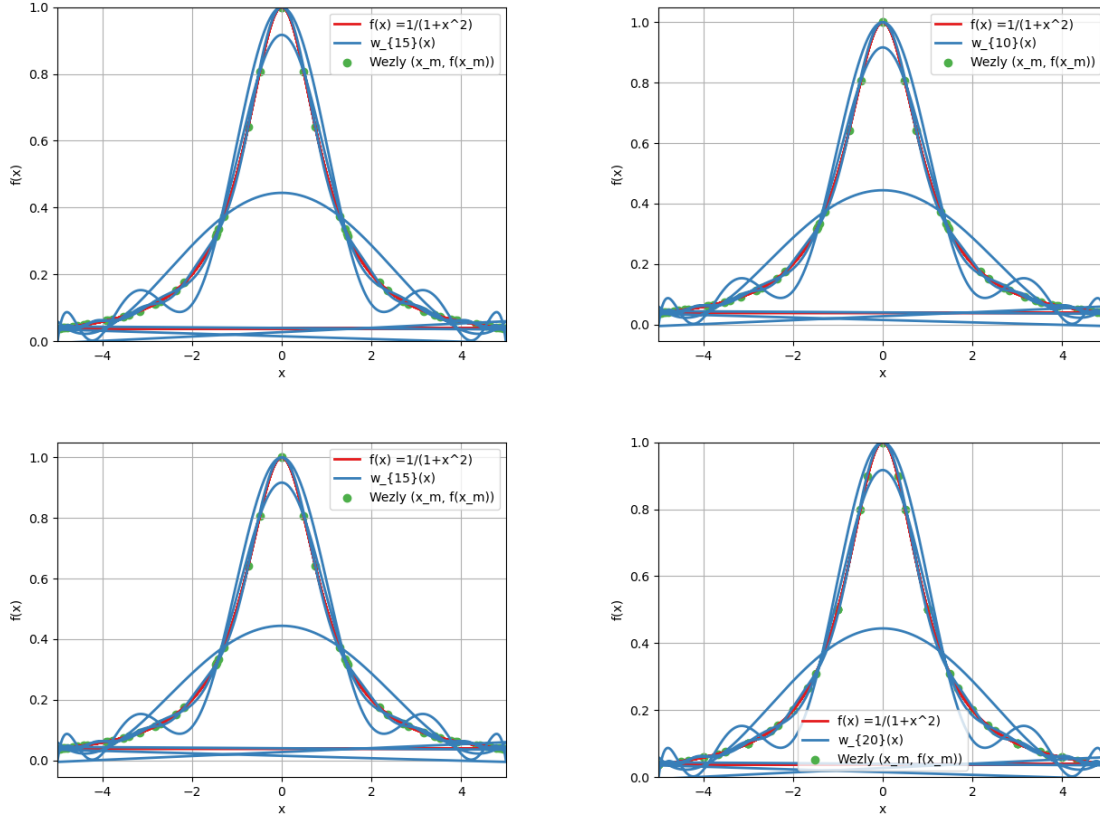 f(x)
1.0
0.8
0.6
0.4
0.2
0.0
−4
−2
0
2
4
x
f(x) =1/(1+x^2)
w_{15}(x)
Wezly (x_m, f(x_m))
f(x)
1.0
0.8
0.6
0.4
0.2
0.0
−4
−2
0
2
4
x
f(x) =1/(1+x^2)
w_{10}(x)
Wezly (x_m, f(x_m))
f(x)
1.0
0.8
0.6
0.4
0.2
0.0
−4
−2
0
2
4
x
f(x) =1/(1+x^2)
w_{15}(x)
Wezly (x_m, f(x_m))
f(x)
1.0
0.8
0.6
0.4
0.2
0.0
−4
−2
0
2
4
x
f(x) =1/(1+x^2)
w_{20}(x)
Wezly (x_m, f(x_m))